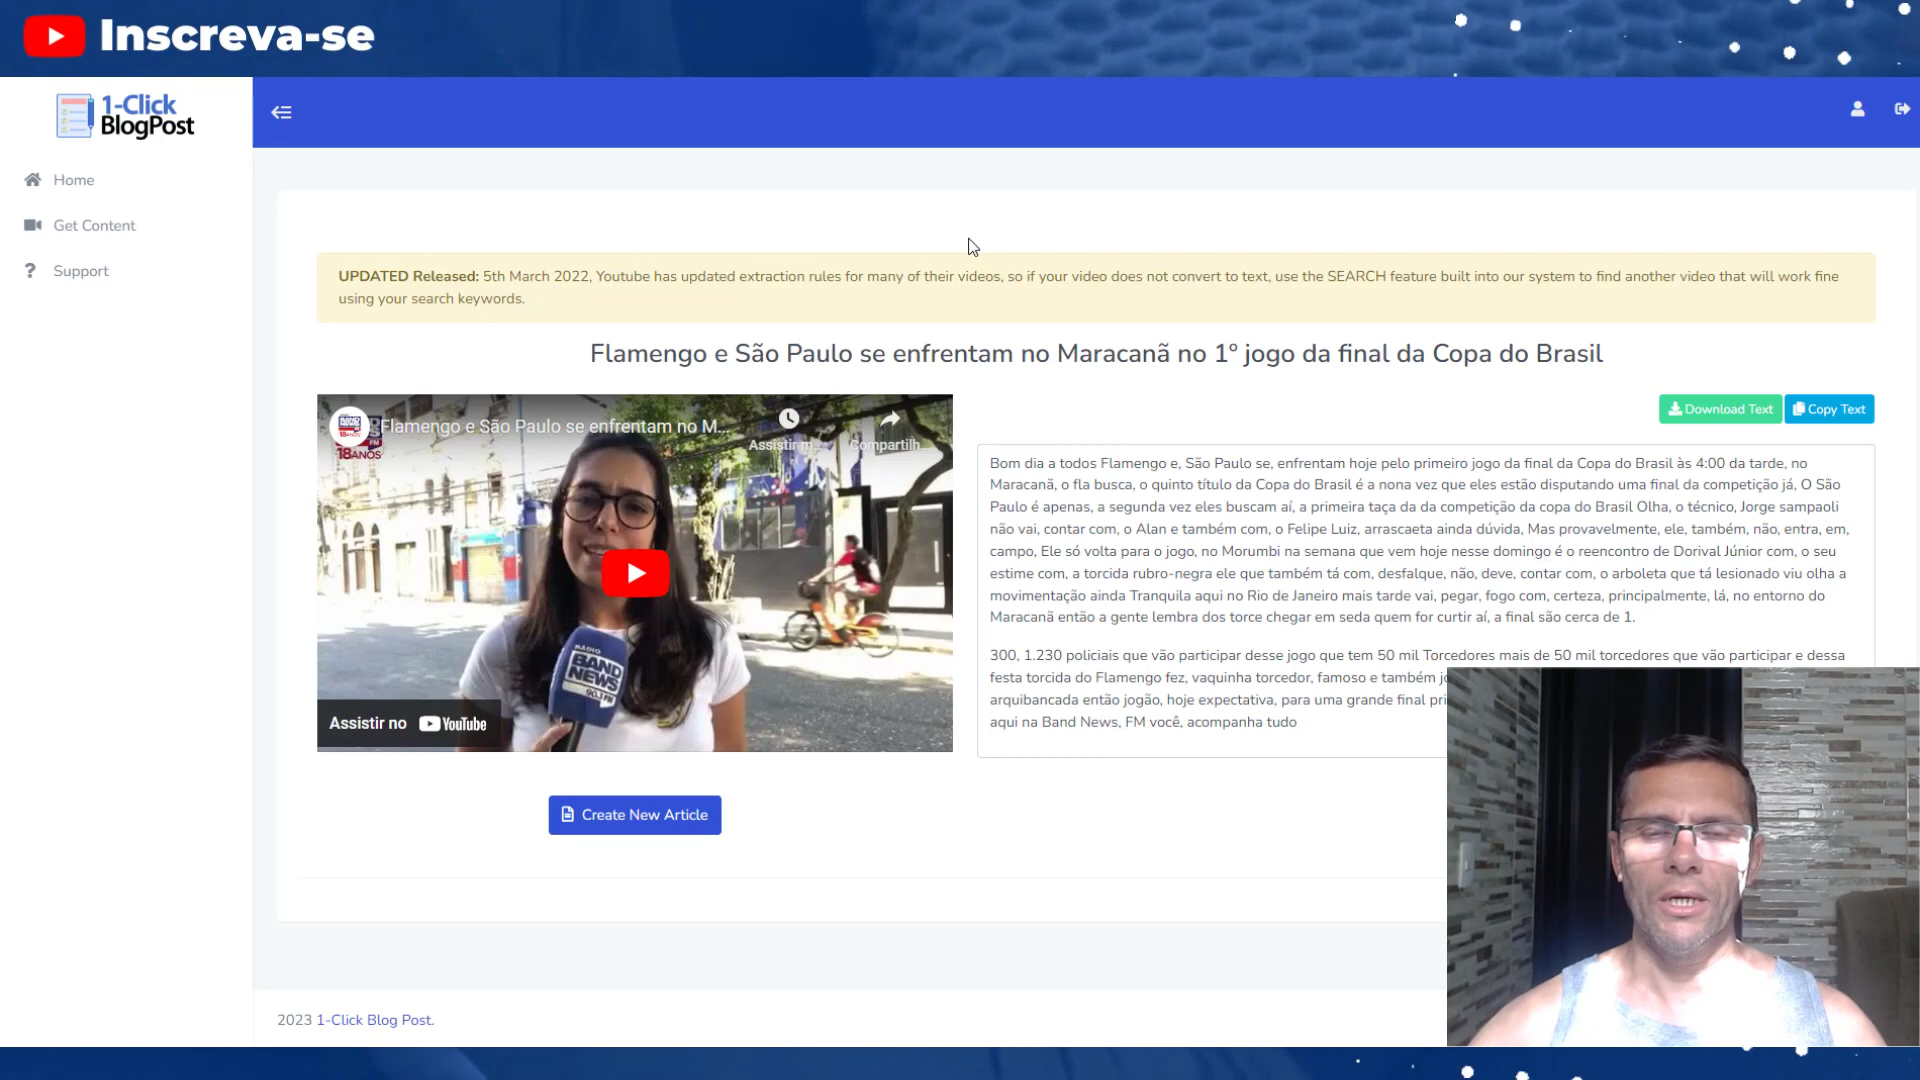 Inscreva-se
1-Click
BlogPost
Home
Get Content
Support
UPDATED Released: 5th March 2022, Youtube has updated extraction rules for many of their videos, so if your video does not convert to text, use the SEARCH feature built into our system to find another video that will work fine
using your search keywords.
Flamengo e São Paulo se enfrentam no Maracanã no 1º jogo da final da Copa do Brasil
Flamengo e São Paulo se enfrentam no M...
Assistir m...
Compartilh...
18 ANOS
RÁDIO
BAND
NEWS
90.3 FM
Assistir no YouTube
Download Text
Copy Text
Bom dia a todos Flamengo e, São Paulo se, enfrentam hoje pelo primeiro jogo da final da Copa do Brasil às 4:00 da tarde, no
Maracanã, o fla busca, o quinto título da Copa do Brasil é a nona vez que eles estão disputando uma final da competição já, O São
Paulo é apenas, a segunda vez eles buscam aí, a primeira taça da da competição da copa do Brasil Olha, o técnico, Jorge sampaoli
não vai, contar com, o Alan e também com, o Felipe Luiz, arrascaeta ainda dúvida, Mas provavelmente, ele, também, não, entra, em,
campo, Ele só volta para o jogo, no Morumbi na semana que vem hoje nesse domingo é o reencontro de Dorival Júnior com, o seu
estime com, a torcida rubro-negra ele que também tá com, desfalque, não, deve, contar com, o arboleta que tá lesionado viu olha a
movimentação ainda Tranquila aqui no Rio de Janeiro mais tarde vai, pegar, fogo com, certeza, principalmente, lá, no entorno do
Maracanã então a gente lembra dos torce chegar em seda quem for curtir aí, a final são cerca de 1.
300, 1.230 policiais que vão participar desse jogo que tem 50 mil Torcedores mais de 50 mil torcedores que vão participar e dessa
festa torcida do Flamengo fez, vaquinha torcedor, famoso e também
arquibancada então jogão, hoje expectativa, para uma grande final
aqui na Band News, FM você, acompanha tudo
Create New Article
2023 1-Click Blog Post.